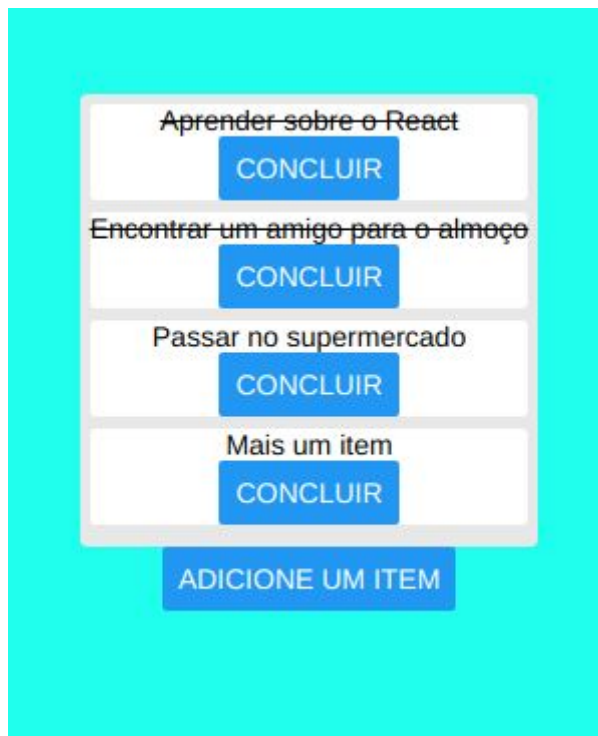 Aprender sobre o React
CONCLUIR
Encontrar um amigo para o almoço
CONCLUIR
Passar no supermercado
CONCLUIR
Mais um item
CONCLUIR
ADICIONE UM ITEM